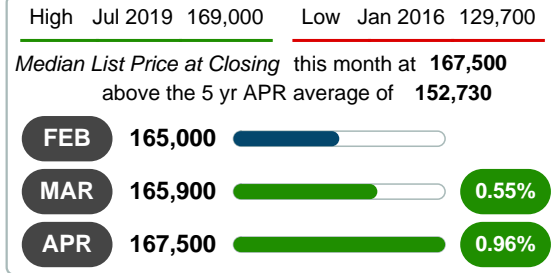 High Jul 2019 169,000 Low Jan 2016 129,700
Median List Price at Closing this month at 167,500
above the 5 yr APR average of 152,730
FEB 165,000
MAR 165,900 0.55%
APR 167,500 0.96%